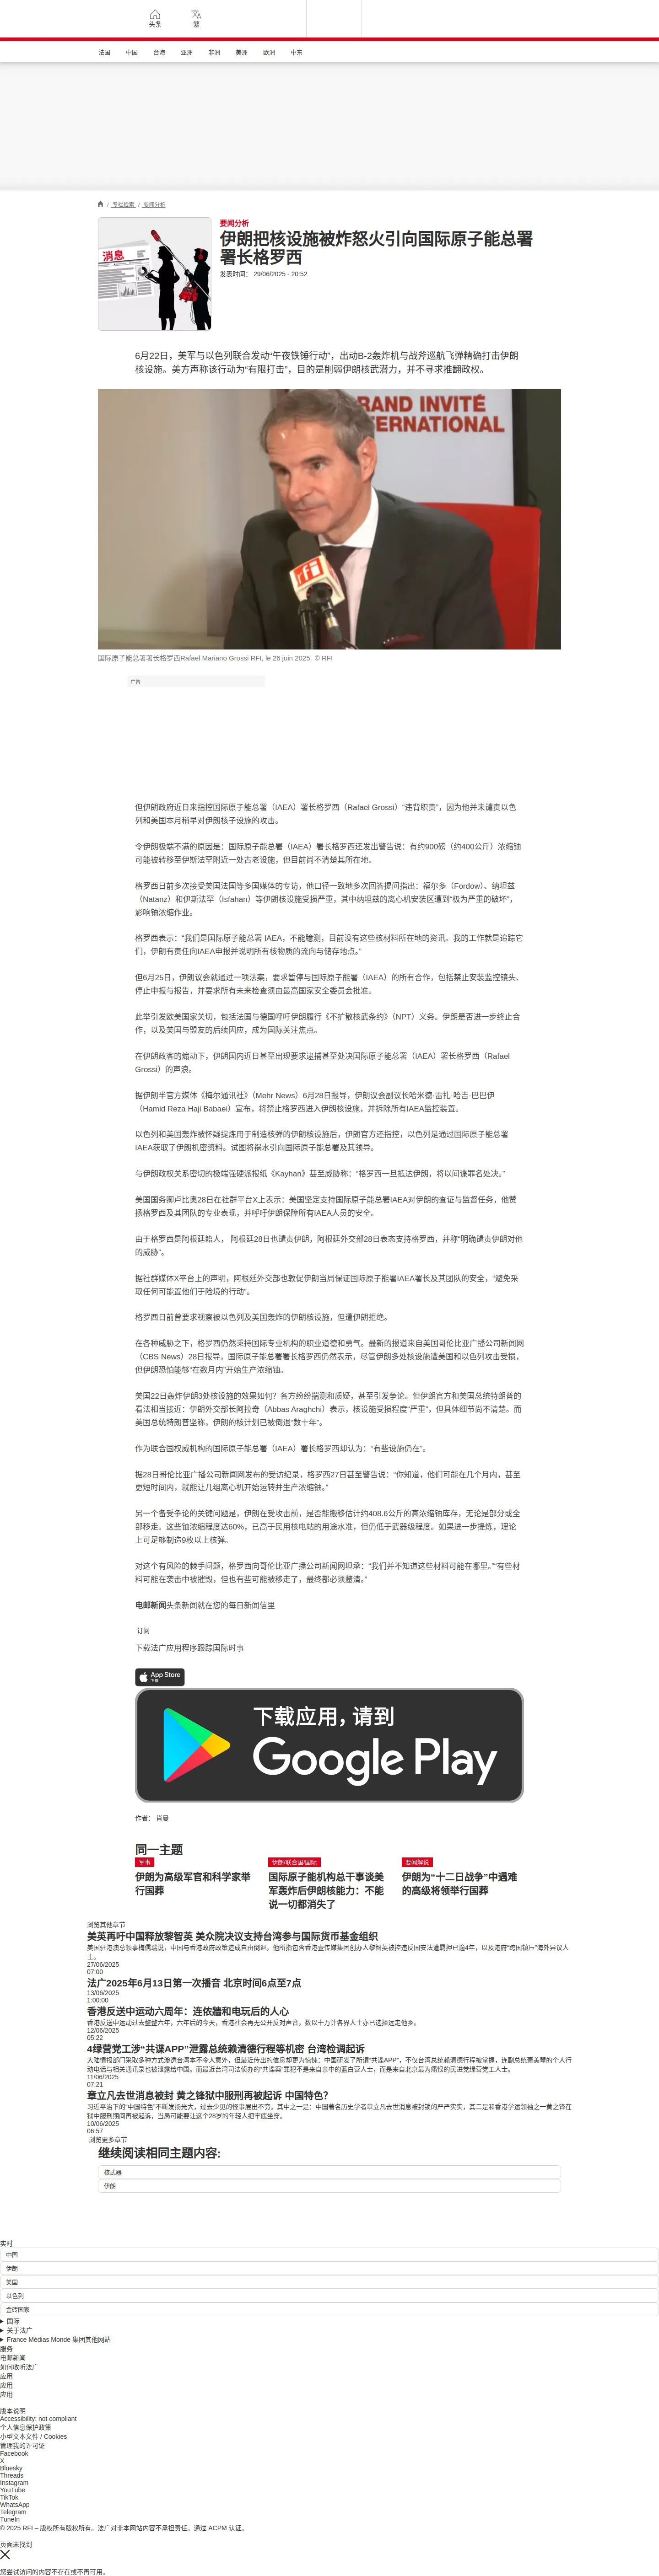 头条
繁
法国
中国
台海
亚洲
非洲
美洲
欧洲
中东
/ 专栏检索 / 要闻分析
消息
要闻分析
伊朗把核设施被炸怒火引向国际原子能总署
署长格罗西
发表时间： 29/06/2025 - 20:52
6月22日，美军与以色列联合发动“午夜铁锤行动”，出动B-2轰炸机与战斧巡航飞弹精确打击伊朗
核设施。美方声称该行动为“有限打击”，目的是削弱伊朗核武潜力，并不寻求推翻政权。
GRAND INVITÉ
INTERNATIONAL
rfi
国际原子能总署署长格罗西Rafael Mariano Grossi RFI, le 26 juin 2025. © RFI
广告
但伊朗政府近日来指控国际原子能总署（IAEA）署长格罗西（Rafael Grossi）“违背职责”，因为他并未谴责以色
列和美国本月稍早对伊朗核子设施的攻击。
令伊朗极端不满的原因是：国际原子能总署（IAEA）署长格罗西还发出警告说：有约900磅（约400公斤）浓缩铀
可能被转移至伊斯法罕附近一处古老设施，但目前尚不清楚其所在地。
格罗西日前多次接受美国法国等多国媒体的专访，他口径一致地多次回答提问指出：福尔多（Fordow）、纳坦兹
（Natanz）和伊斯法罕（Isfahan）等伊朗核设施受损严重，其中纳坦兹的离心机安装区遭到“极为严重的破坏”，
影响铀浓缩作业。
格罗西表示：“我们是国际原子能总署 IAEA，不能臆测，目前没有这些核材料所在地的资讯。我的工作就是追踪它
们，伊朗有责任向IAEA申报并说明所有核物质的流向与储存地点。”
但6月25日，伊朗议会就通过一项法案，要求暂停与国际原子能署（IAEA）的所有合作，包括禁止安装监控镜头、
停止申报与报告，并要求所有未来检查须由最高国家安全委员会批准。
此举引发欧美国家关切，包括法国与德国呼吁伊朗履行《不扩散核武条约》（NPT）义务。伊朗是否进一步终止合
作，以及美国与盟友的后续因应，成为国际关注焦点。
在伊朗政客的煽动下，伊朗国内近日甚至出现要求逮捕甚至处决国际原子能总署（IAEA）署长格罗西（Rafael
Grossi）的声浪。
据伊朗半官方媒体《梅尔通讯社》（Mehr News）6月28日报导，伊朗议会副议长哈米德·雷扎·哈吉·巴巴伊
（Hamid Reza Haji Babaei）宣布，将禁止格罗西进入伊朗核设施，并拆除所有IAEA监控装置。
以色列和美国轰炸被怀疑提炼用于制造核弹的伊朗核设施后，伊朗官方还指控，以色列是通过国际原子能总署
IAEA获取了伊朗机密资料。试图将祸水引向国际原子能总署及其领导。
与伊朗政权关系密切的极端强硬派报纸《Kayhan》甚至威胁称：“格罗西一旦抵达伊朗，将以间谍罪名处决。”
美国国务卿卢比奥28日在社群平台X上表示：美国坚定支持国际原子能总署IAEA对伊朗的查证与监督任务，他赞
扬格罗西及其团队的专业表现，并呼吁伊朗保障所有IAEA人员的安全。
由于格罗西是阿根廷籍人， 阿根廷28日也谴责伊朗，阿根廷外交部28日表态支持格罗西，并称“明确谴责伊朗对他
的威胁”。
据社群媒体X平台上的声明，阿根廷外交部也敦促伊朗当局保证国际原子能署IAEA署长及其团队的安全，“避免采
取任何可能置他们于险境的行动”。
格罗西日前曾要求视察被以色列及美国轰炸的伊朗核设施，但遭伊朗拒绝。
在各种威胁之下，格罗西仍然秉持国际专业机构的职业道德和勇气。最新的报道来自美国哥伦比亚广播公司新闻网
（CBS News）28日报导，国际原子能总署署长格罗西仍然表示，尽管伊朗多处核设施遭美国和以色列攻击受损，
但伊朗恐怕能够“在数月内”开始生产浓缩铀。
美国22日轰炸伊朗3处核设施的效果如何？各方纷纷揣测和质疑，甚至引发争论。但伊朗官方和美国总统特朗普的
看法相当接近：伊朗外交部长阿拉奇（Abbas Araghchi）表示，核设施受损程度“严重”，但具体细节尚不清楚。而
美国总统特朗普坚称，伊朗的核计划已被倒退“数十年”。
作为联合国权威机构的国际原子能总署（IAEA）署长格罗西却认为：“有些设施仍在”。
据28日哥伦比亚广播公司新闻网发布的受访纪录，格罗西27日甚至警告说：“你知道，他们可能在几个月内，甚至
更短时间内，就能让几组离心机开始运转并生产浓缩铀。”
另一个备受争论的关键问题是，伊朗在受攻击前，是否能搬移估计约408.6公斤的高浓缩铀库存，无论是部分或全
部移走。这些铀浓缩程度达60%，已高于民用核电站的用途水准，但仍低于武器级程度。如果进一步提炼，理论
上可足够制造9枚以上核弹。
对这个有风险的棘手问题，格罗西向哥伦比亚广播公司新闻网坦承：“我们并不知道这些材料可能在哪里。”“有些材
料可能在袭击中被摧毁，但也有些可能被移走了，最终都必须釐清。”
电邮新闻头条新闻就在您的每日新闻信里
订阅
下载法广应用程序跟踪国际时事
App Store
下载
下载应用，请到
Google Play
作者： 肖曼
同一主题
军事
伊朗为高级军官和科学家举
行国葬
伊朗/联合国/国际
国际原子能机构总干事谈美
军轰炸后伊朗核能力：不能
说一切都消失了
要闻解说
伊朗为“十二日战争”中遇难
的高级将领举行国葬
浏览其他章节
美英再吁中国释放黎智英 美众院决议支持台湾参与国际货币基金组织
美国驻港澳总领事梅儒瑞说，中国与香港政府政策造成自由倒退，他所指包含香港壹传媒集团创办人黎智英被控违反国安法遭羁押已逾4年，以及港府“跨国镇压”海外异议人
士。
27/06/2025
07:00
法广2025年6月13日第一次播音 北京时间6点至7点
13/06/2025
1:00:00
香港反送中运动六周年：连侬牆和电玩后的人心
香港反送中运动过去整整六年，六年后的今天，香港社会再无公开反对声音，数以十万计各界人士亦已选择远走他乡。
12/06/2025
05:22
4绿营党工涉“共谍APP”泄露总统赖清德行程等机密 台湾检调起诉
大陆情报部门采取多种方式渗透台湾本不令人意外，但最近传出的信息却更为惊悚：中国研发了所谓“共谍APP”，不仅台湾总统赖清德行程被掌握，连副总统萧美琴的个人行
动电话与相关通讯录也被泄露给中国。而最近台湾司法侦办的“共谍案”罪犯不是来自亲中的蓝白营人士，而是来自北京最为痛恨的民进党绿营党工人士。
11/06/2025
07:21
章立凡去世消息被封 黄之锋狱中服刑再被起诉 中国特色？
习近平治下的“中国特色”不断发扬光大，过去少见的怪事层出不穷。其中之一是：中国著名历史学者章立凡去世消息被封锁的严严实实，其二是和香港学运领袖之一黄之锋在
狱中服刑期间再被起诉，当局可能要让这个28岁的年轻人把牢底坐穿。
10/06/2025
06:57
浏览更多章节
继续阅读相同主题内容:
核武器
伊朗
实时
中国
伊朗
美国
以色列
金砖国家
国际
关于法广
France Médias Monde 集团其他网站
服务
电邮新闻
如何收听法广
应用
应用
应用
版本说明
Accessibility: not compliant
个人信息保护政策
小型文本文件 / Cookies
管理我的许可证
Facebook
X
Bluesky
Threads
Instagram
YouTube
TikTok
WhatsApp
Telegram
TuneIn
© 2025 RFI – 版权所有版权所有。法广对非本网站内容不承担责任。通过 ACPM 认证。
页面未找到
您尝试访问的内容不存在或不再可用。